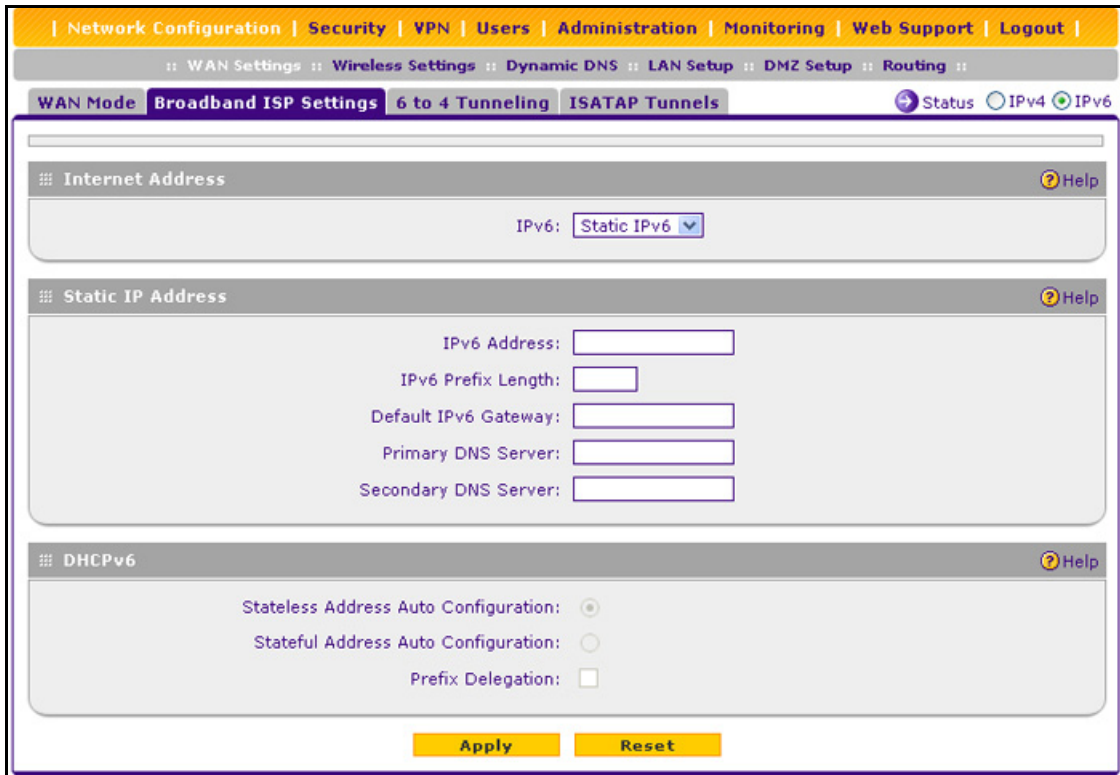 | Network Configuration | Security | VPN | Users | Administration | Monitoring | Web Support | Logout |
:: WAN Settings :: Wireless Settings :: Dynamic DNS :: LAN Setup :: DMZ Setup :: Routing ::
WAN Mode Broadband ISP Settings 6 to 4 Tunneling ISATAP Tunnels Status IPv4 IPv6
Internet Address ? Help
IPv6: Static IPv6
Static IP Address ? Help
IPv6 Address:
IPv6 Prefix Length:
Default IPv6 Gateway:
Primary DNS Server:
Secondary DNS Server:
DHCPv6 ? Help
Stateless Address Auto Configuration:
Stateful Address Auto Configuration:
Prefix Delegation:
Apply Reset